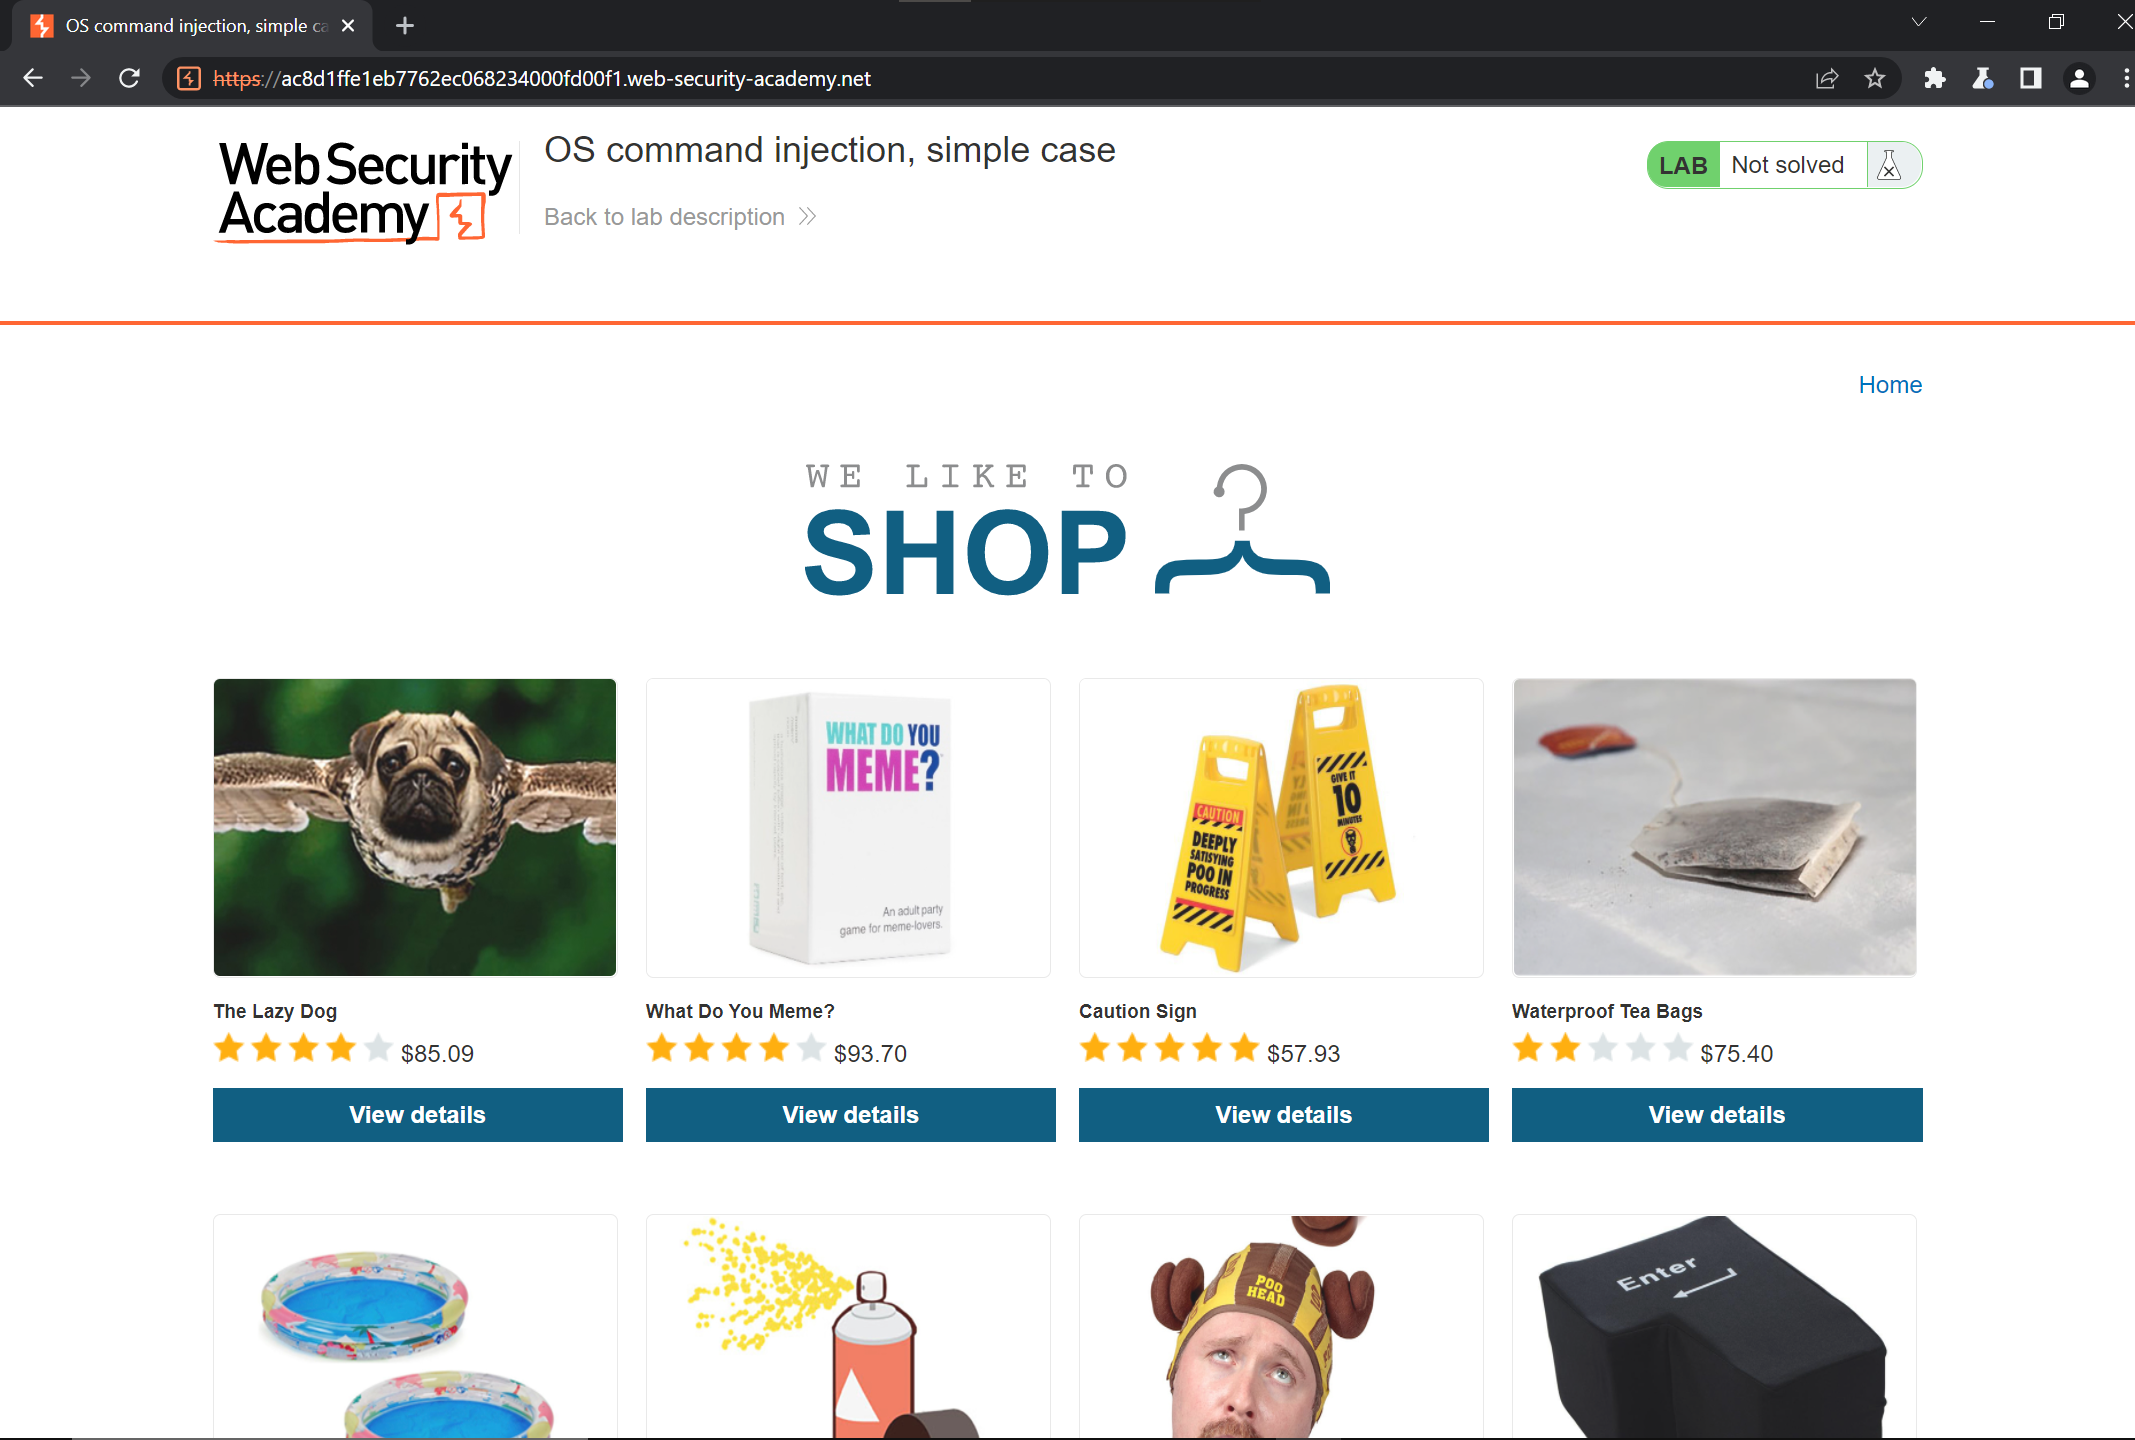 OS command injection, simple ca
https://ac8d1ffe1eb7762ec068234000fd00f1.web-security-academy.net
Web Security
Academy
OS command injection, simple case
Back to lab description
LAB Not solved
Home
WE LIKE TO
SHOP
WHAT DO YOU
MEME?
An adult party
game for meme-lovers.
CAUTION
DEEPLY
SATISYING
POO IN
PROGRESS
GIVE IT
10
MINUTES
The Lazy Dog
What Do You Meme?
Caution Sign
Waterproof Tea Bags
$85.09
$93.70
$57.93
$75.40
View details
View details
View details
View details
POO
HEAD
Enter